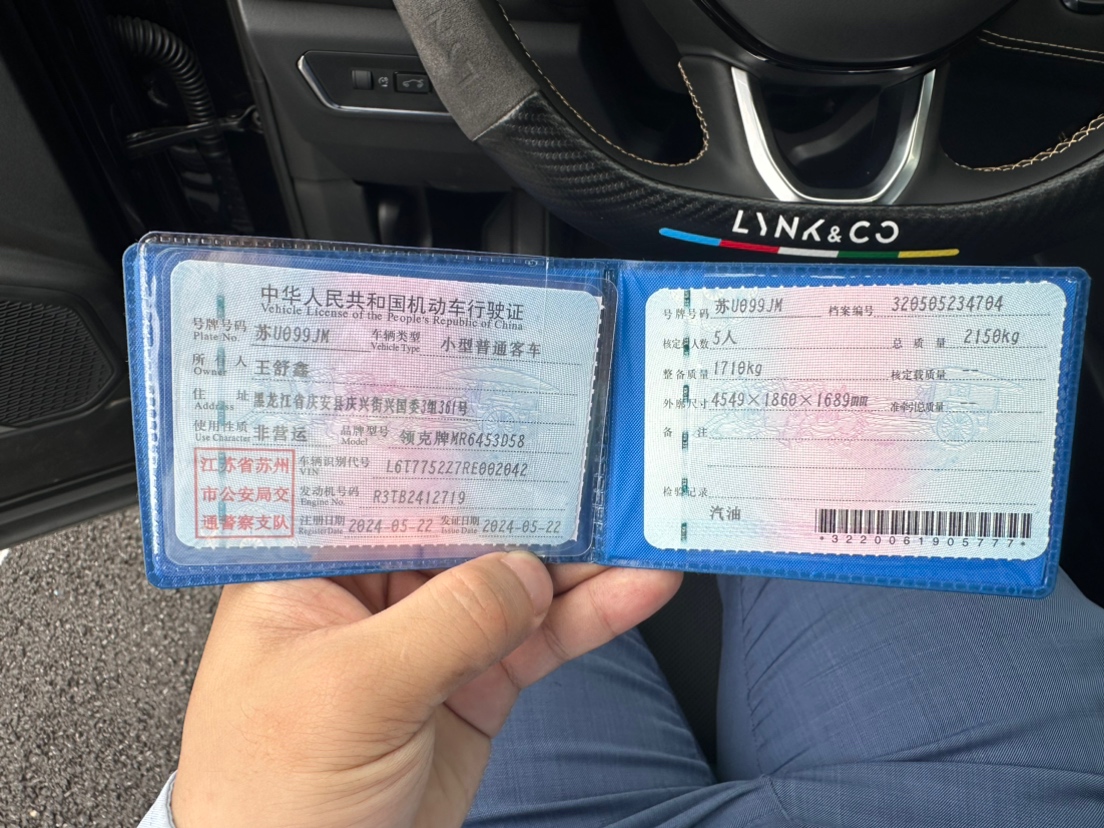 LYNK&CO
中华人民共和国机动车行驶证
Vehicle License of the People's Republic of China
号牌号码 苏U099JM 车辆类型 小型普通客车
Plate No. Vehicle Type
所有人 王舒鑫
Owner
住址 黑龙江省庆安县庆兴街兴国委3组361号
Address
使用性质 非营运 品牌型号 领克牌MR6453D58
Use Character Model
江苏省苏州
市公安局交
通警察支队
车辆识别代号 L6T7752Z7RE002042
VIN
发动机号码 R3TB2412719
Engine No.
注册日期 2024-05-22 发证日期 2024-05-22
Register Date Issue Date
号牌号码 苏U099JM 档案编号 320505234704
核定载人数 5人 总质量 2150kg
整备质量 1710kg 核定载质量 --
外廓尺寸 4549×1860×1689mm 准牵引总质量 --
备注
检验记录
汽油
*3220061905777*